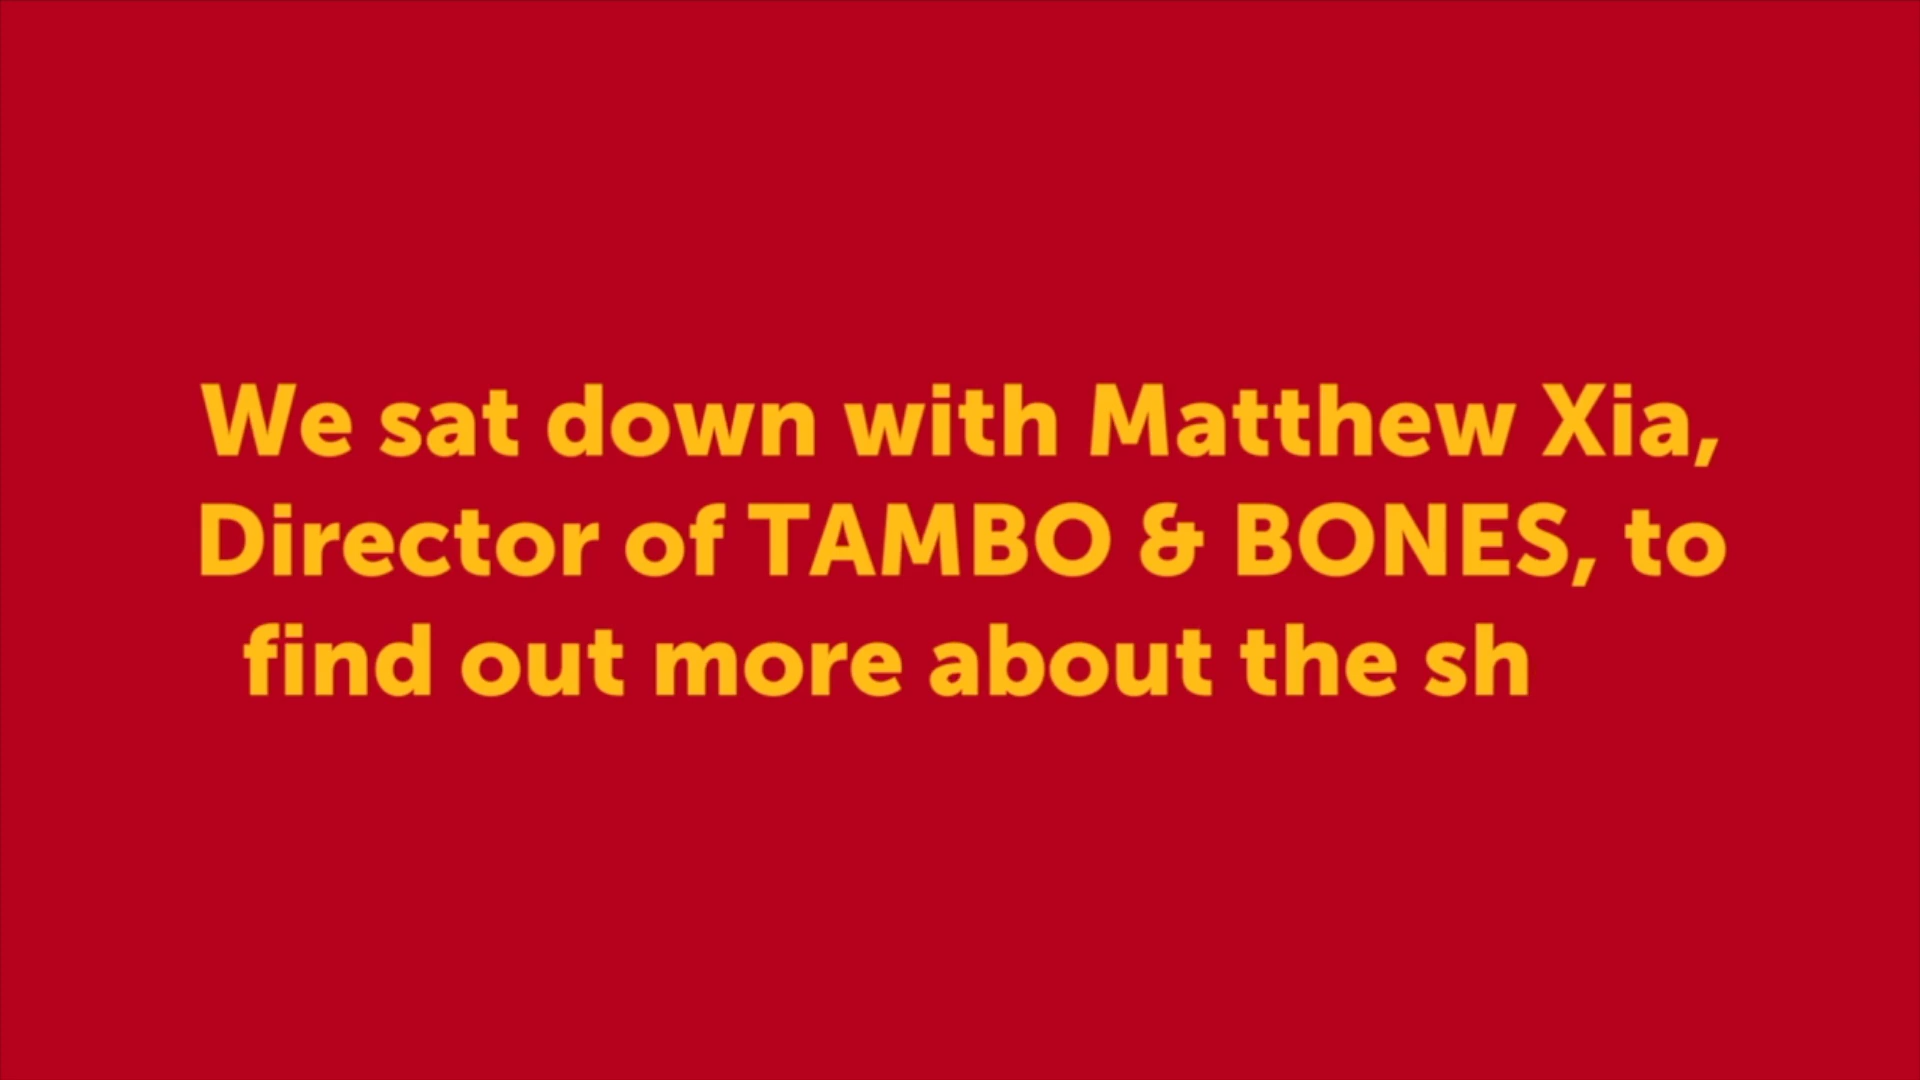 We sat down with Matthew Xia,
Director of TAMBO & BONES, to
find out more about the sh